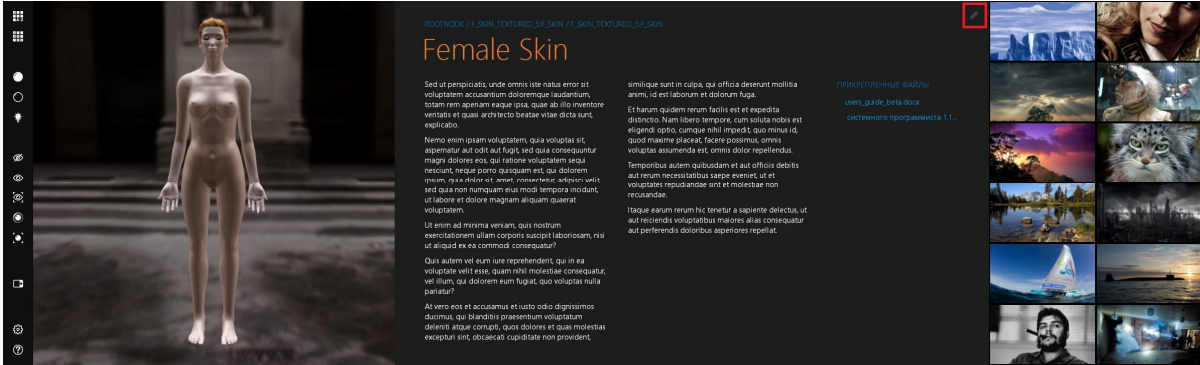 ROOTNODE / F_SKIN_TEXTURED_S:F_SKIN / F_SKIN_TEXTURED_S:F_SKIN
Female Skin
Sed ut perspiciatis, unde omnis iste natus error sit
voluptatem accusantium doloremque laudantium,
totam rem aperiam eaque ipsa, quae ab illo inventore
veritatis et quasi architecto beatae vitae dicta sunt,
explicabo.
Nemo enim ipsam voluptatem, quia voluptas sit,
aspernatur aut odit aut fugit, sed quia consequuntur
magni dolores eos, qui ratione voluptatem sequi
nesciunt, neque porro quisquam est, qui dolorem
ipsum, quia dolor sit, amet, consectetur, adipisci velit,
sed quia non numquam eius modi tempora incidunt,
ut labore et dolore magnam aliquam quaerat
voluptatem.
Ut enim ad minima veniam, quis nostrum
exercitationem ullam corporis suscipit laboriosam, nisi
ut aliquid ex ea commodi consequatur?
Quis autem vel eum iure reprehenderit, qui in ea
voluptate velit esse, quam nihil molestiae consequatur,
vel illum, qui dolorem eum fugiat, quo voluptas nulla
pariatur?
At vero eos et accusamus et iusto odio dignissimos
ducimus, qui blanditiis praesentium voluptatum
deleniti atque corrupti, quos dolores et quas molestias
excepturi sint, obcaecati cupiditate non provident,
similique sunt in culpa, qui officia deserunt mollitia
animi, id est laborum et dolorum fuga.
Et harum quidem rerum facilis est et expedita
distinctio. Nam libero tempore, cum soluta nobis est
eligendi optio, cumque nihil impedit, quo minus id,
quod maxime placeat, facere possimus, omnis
voluptas assumenda est, omnis dolor repellendus.
Temporibus autem quibusdam et aut officiis debitis
aut rerum necessitatibus saepe eveniet, ut et
voluptates repudiandae sint et molestiae non
recusandae.
Itaque earum rerum hic tenetur a sapiente delectus, ut
aut reiciendis voluptatibus maiores alias consequatur
aut perferendis doloribus asperiores repellat.
ПРИКРЕПЛЕННЫЕ ФАЙЛЫ
users_guide_beta.docx
системного программиста 1.1...